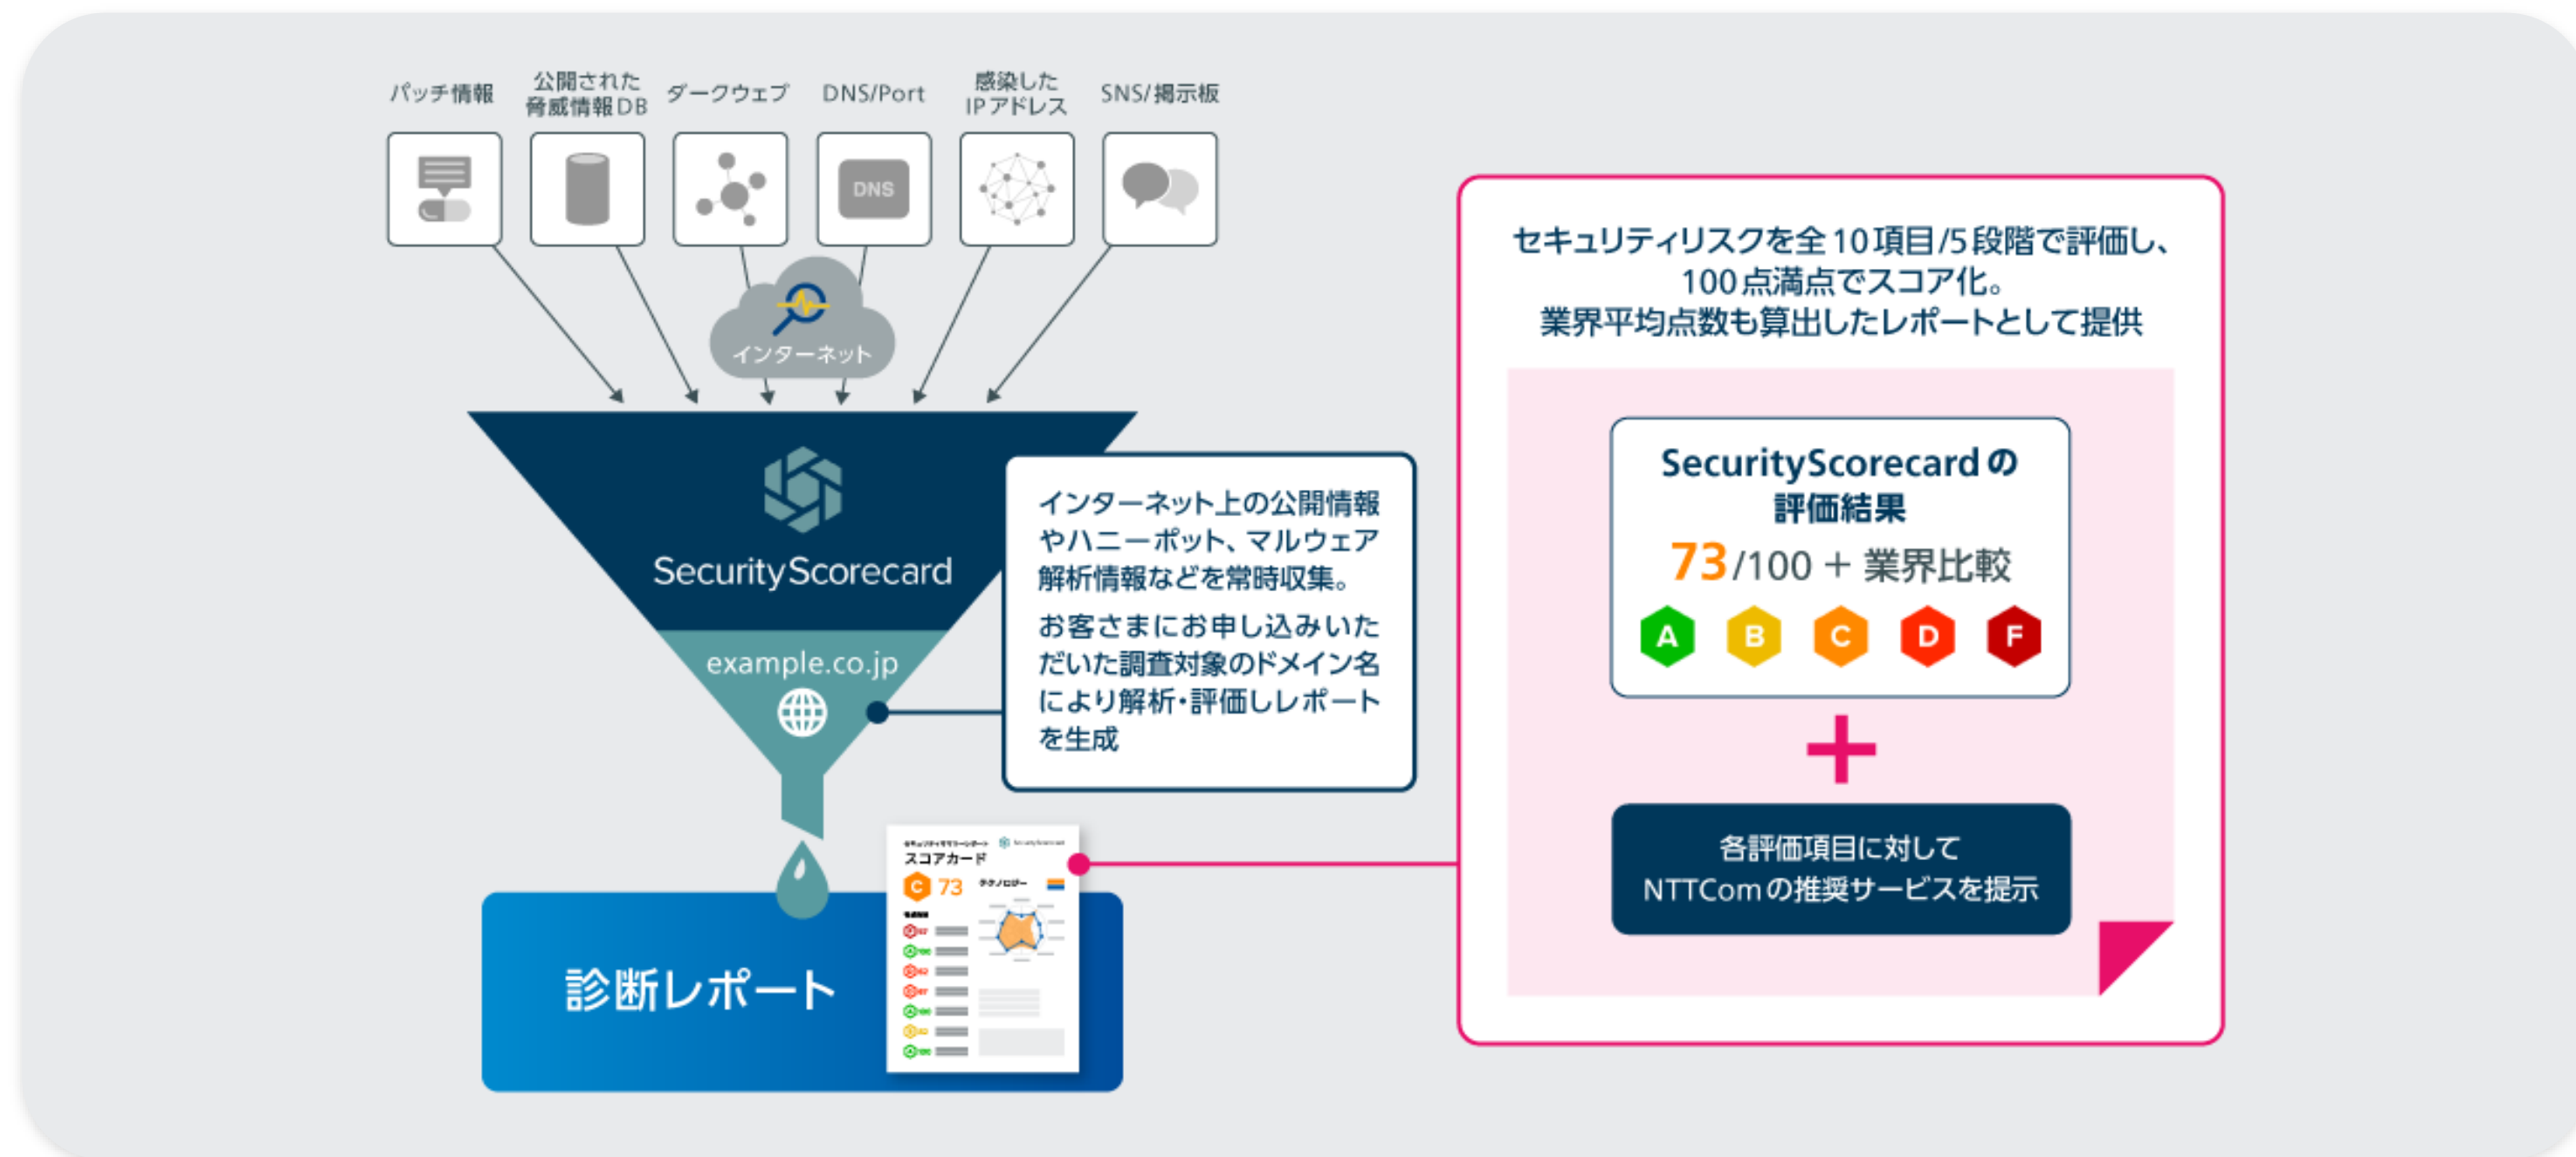 パッチ情報
公開された
脅威情報DB
ダークウェブ
DNS/Port
感染した
IPアドレス
SNS/掲示板
DNS
インターネット
SecurityScorecard
example.co.jp
インターネット上の公開情報
やハニーポット、マルウェア
解析情報などを常時収集。
お客さまにお申し込みいた
だいた調査対象のドメイン名
により解析・評価しレポート
を生成
診断レポート
スコアカード
C 73
テクノロジー
セキュリティリスクを全10項目/5段階で評価し、
100点満点でスコア化。
業界平均点数も算出したレポートとして提供
SecurityScorecardの
評価結果
73/100 + 業界比較
A B C D F
+
各評価項目に対して
NTTComの推奨サービスを提示